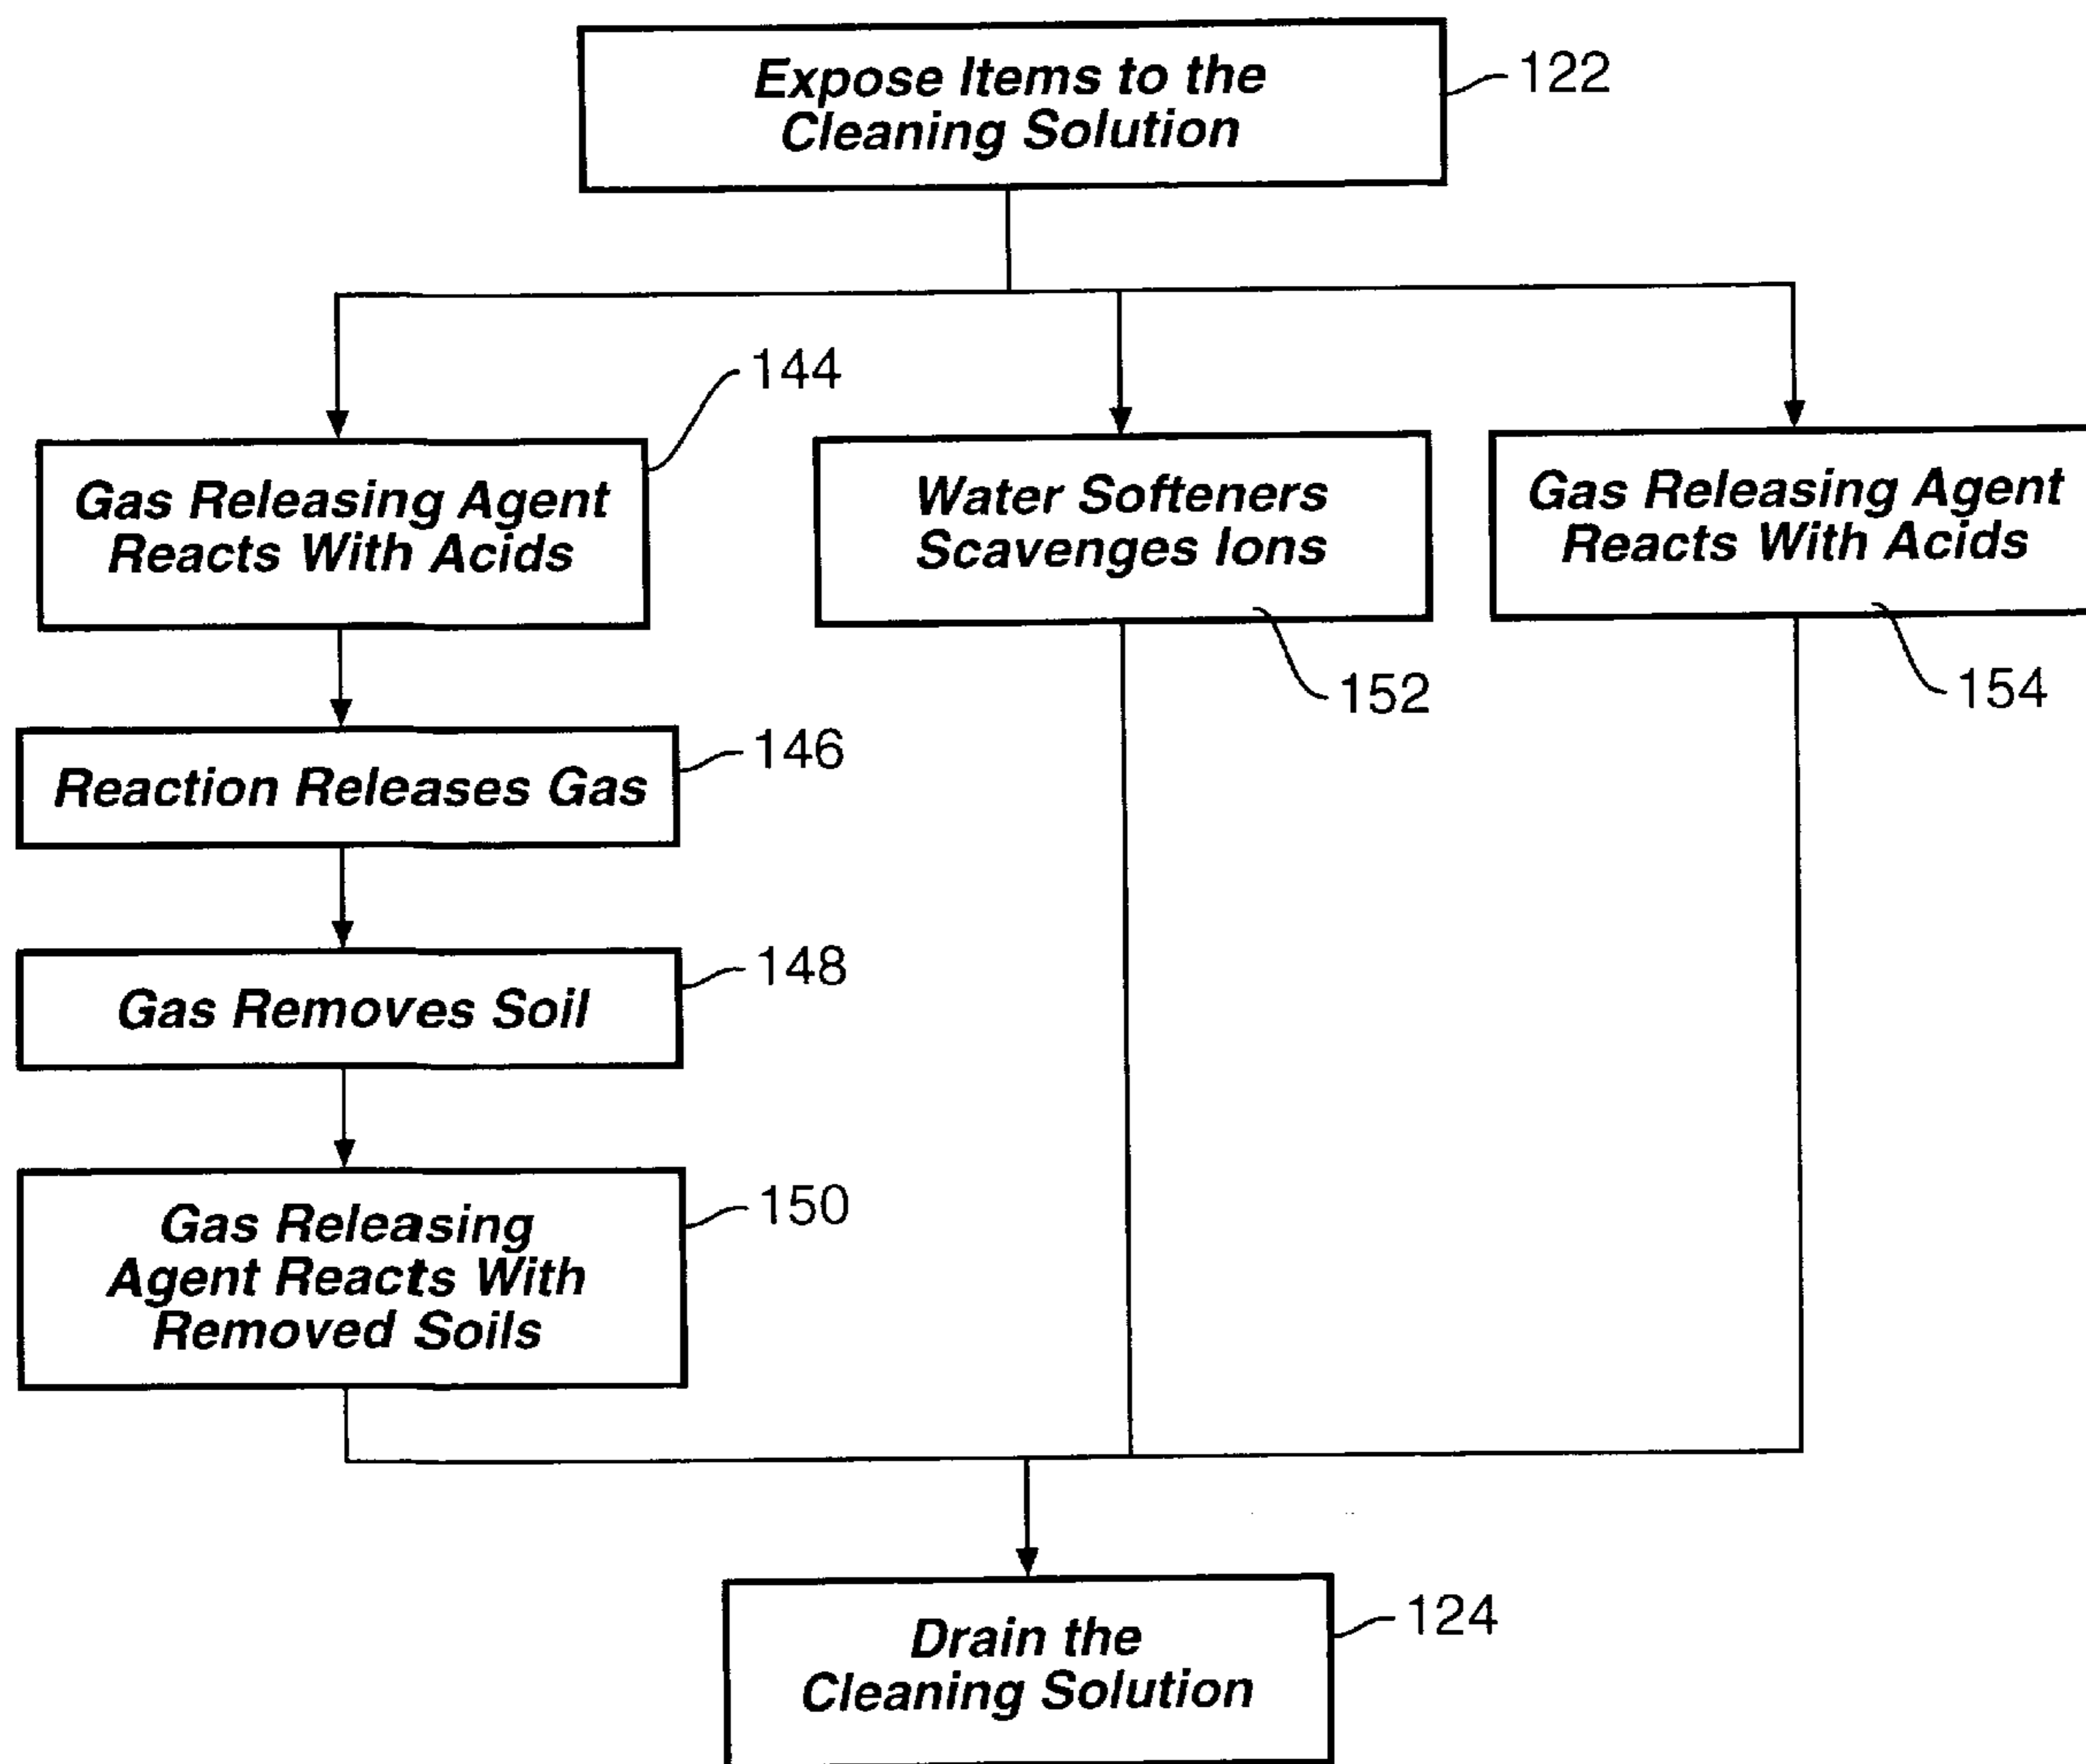 Expose Items to the
Cleaning Solution
122
144
Gas Releasing Agent
Reacts With Acids
Water Softeners
Scavenges Ions
152
Gas Releasing Agent
Reacts With Acids
154
Reaction Releases Gas
146
Gas Removes Soil
148
Gas Releasing
Agent Reacts With
Removed Soils
150
Drain the
Cleaning Solution
124